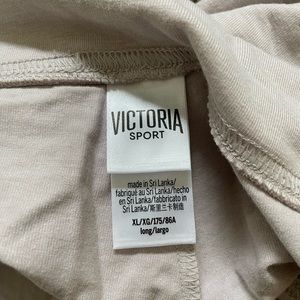 VICTORIA
SPORT
made in Sri Lanka/
fabriqué au Sri Lanka/hecho
en Sri Lanka/fabbricato in
Sri Lanka/斯里兰卡制造
XL/XG/175/86A
long/largo